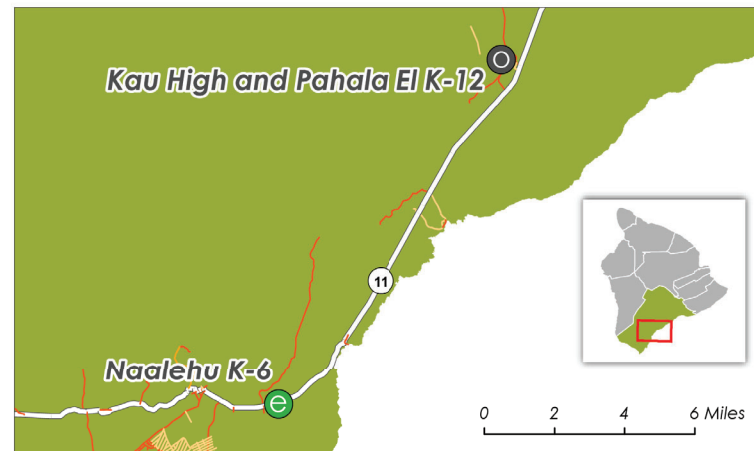 O
Kau High and Pahala El K-12
11
Naalehu K-6
e
0 2 4 6 Miles